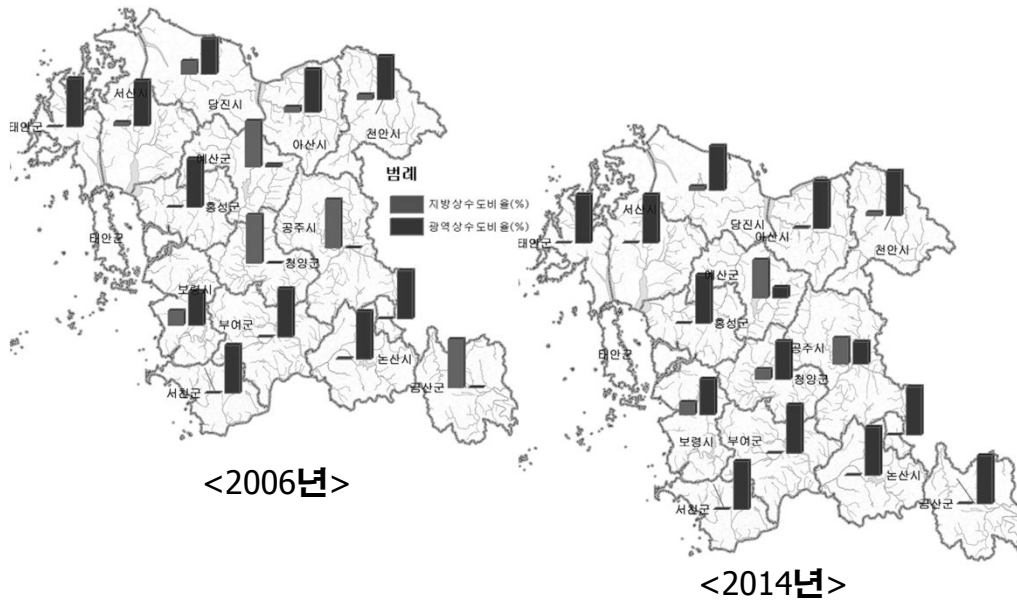 서산시
당진시
태안군
아산시
천안시
예산군
홍성군
태안군
공주시
청양군
보령시
부여군
논산시
서천군
금산군
범례
지방상수도비율(%)
광역상수도비율(%)
<2006년>
서산시
당진시
태안군
아산시
천안시
예산군
홍성군
태안군
공주시
청양군
보령시
부여군
논산시
서천군
금산군
<2014년>